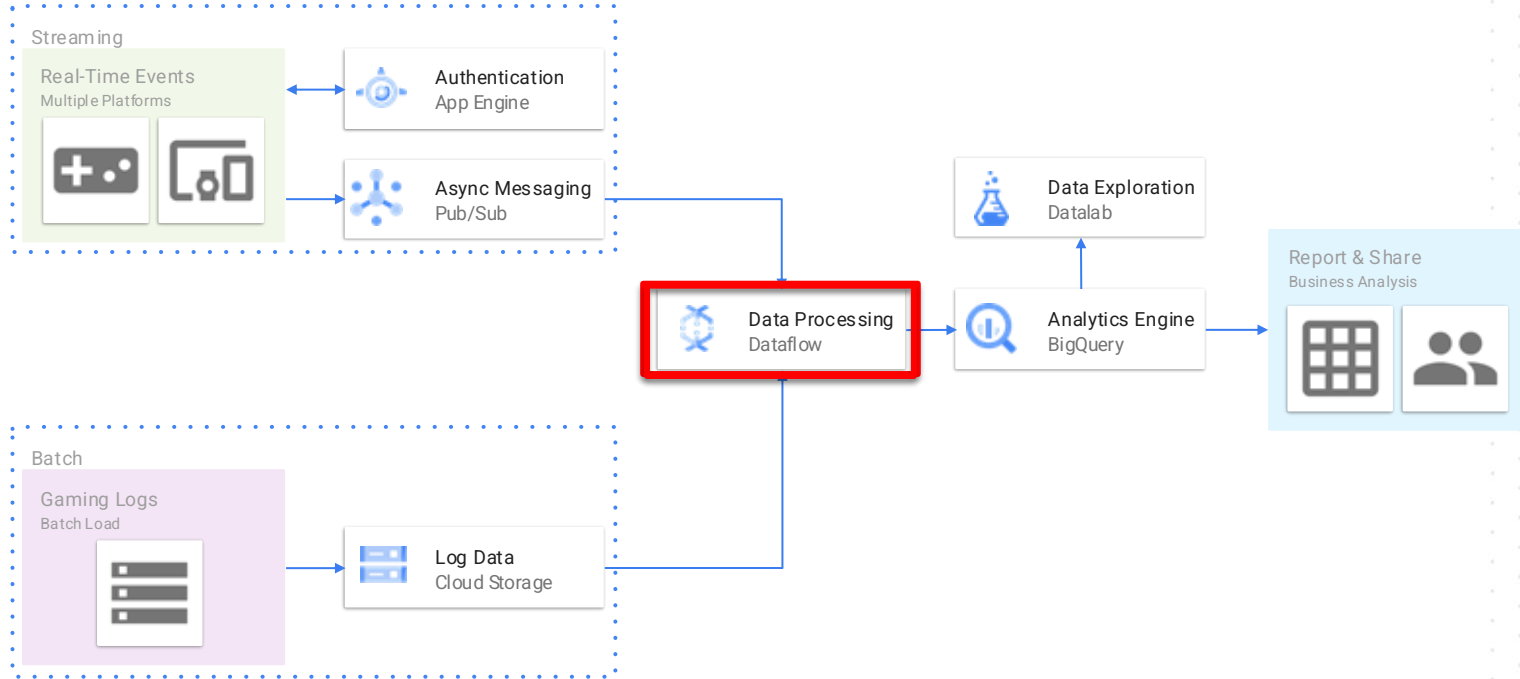 Streaming
Real-Time Events
Multiple Platforms
Authentication
App Engine
Async Messaging
Pub/Sub
Data Processing
Dataflow
Data Exploration
Datalab
Analytics Engine
BigQuery
Report & Share
Business Analysis
Batch
Gaming Logs
Batch Load
Log Data
Cloud Storage